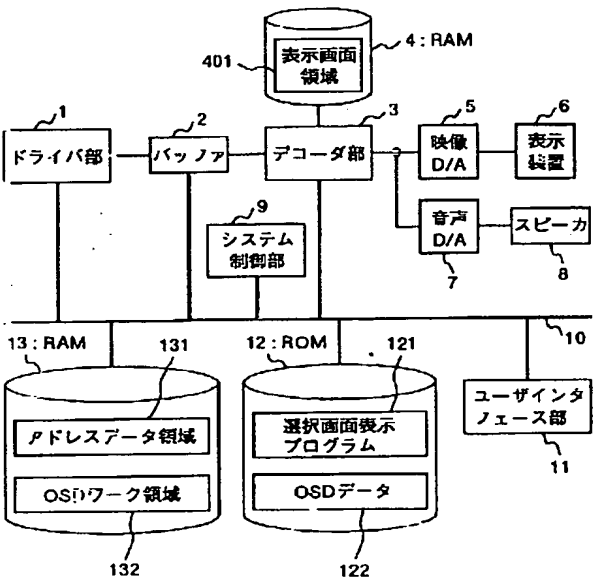 4 : RAM
401
表示画面
領域
1
2
3
5
6
ドライバ部
バッファ
デコーダ部
映像
D/A
表示
装置
9
システム
制御部
音声
D/A
スピーカ
7
8
10
13 : RAM
131
12 : ROM
121
アドレスデータ領域
選択画面表示
プログラム
ユーザインタ
フェース部
11
OSDワーク領域
OSDデータ
132
122